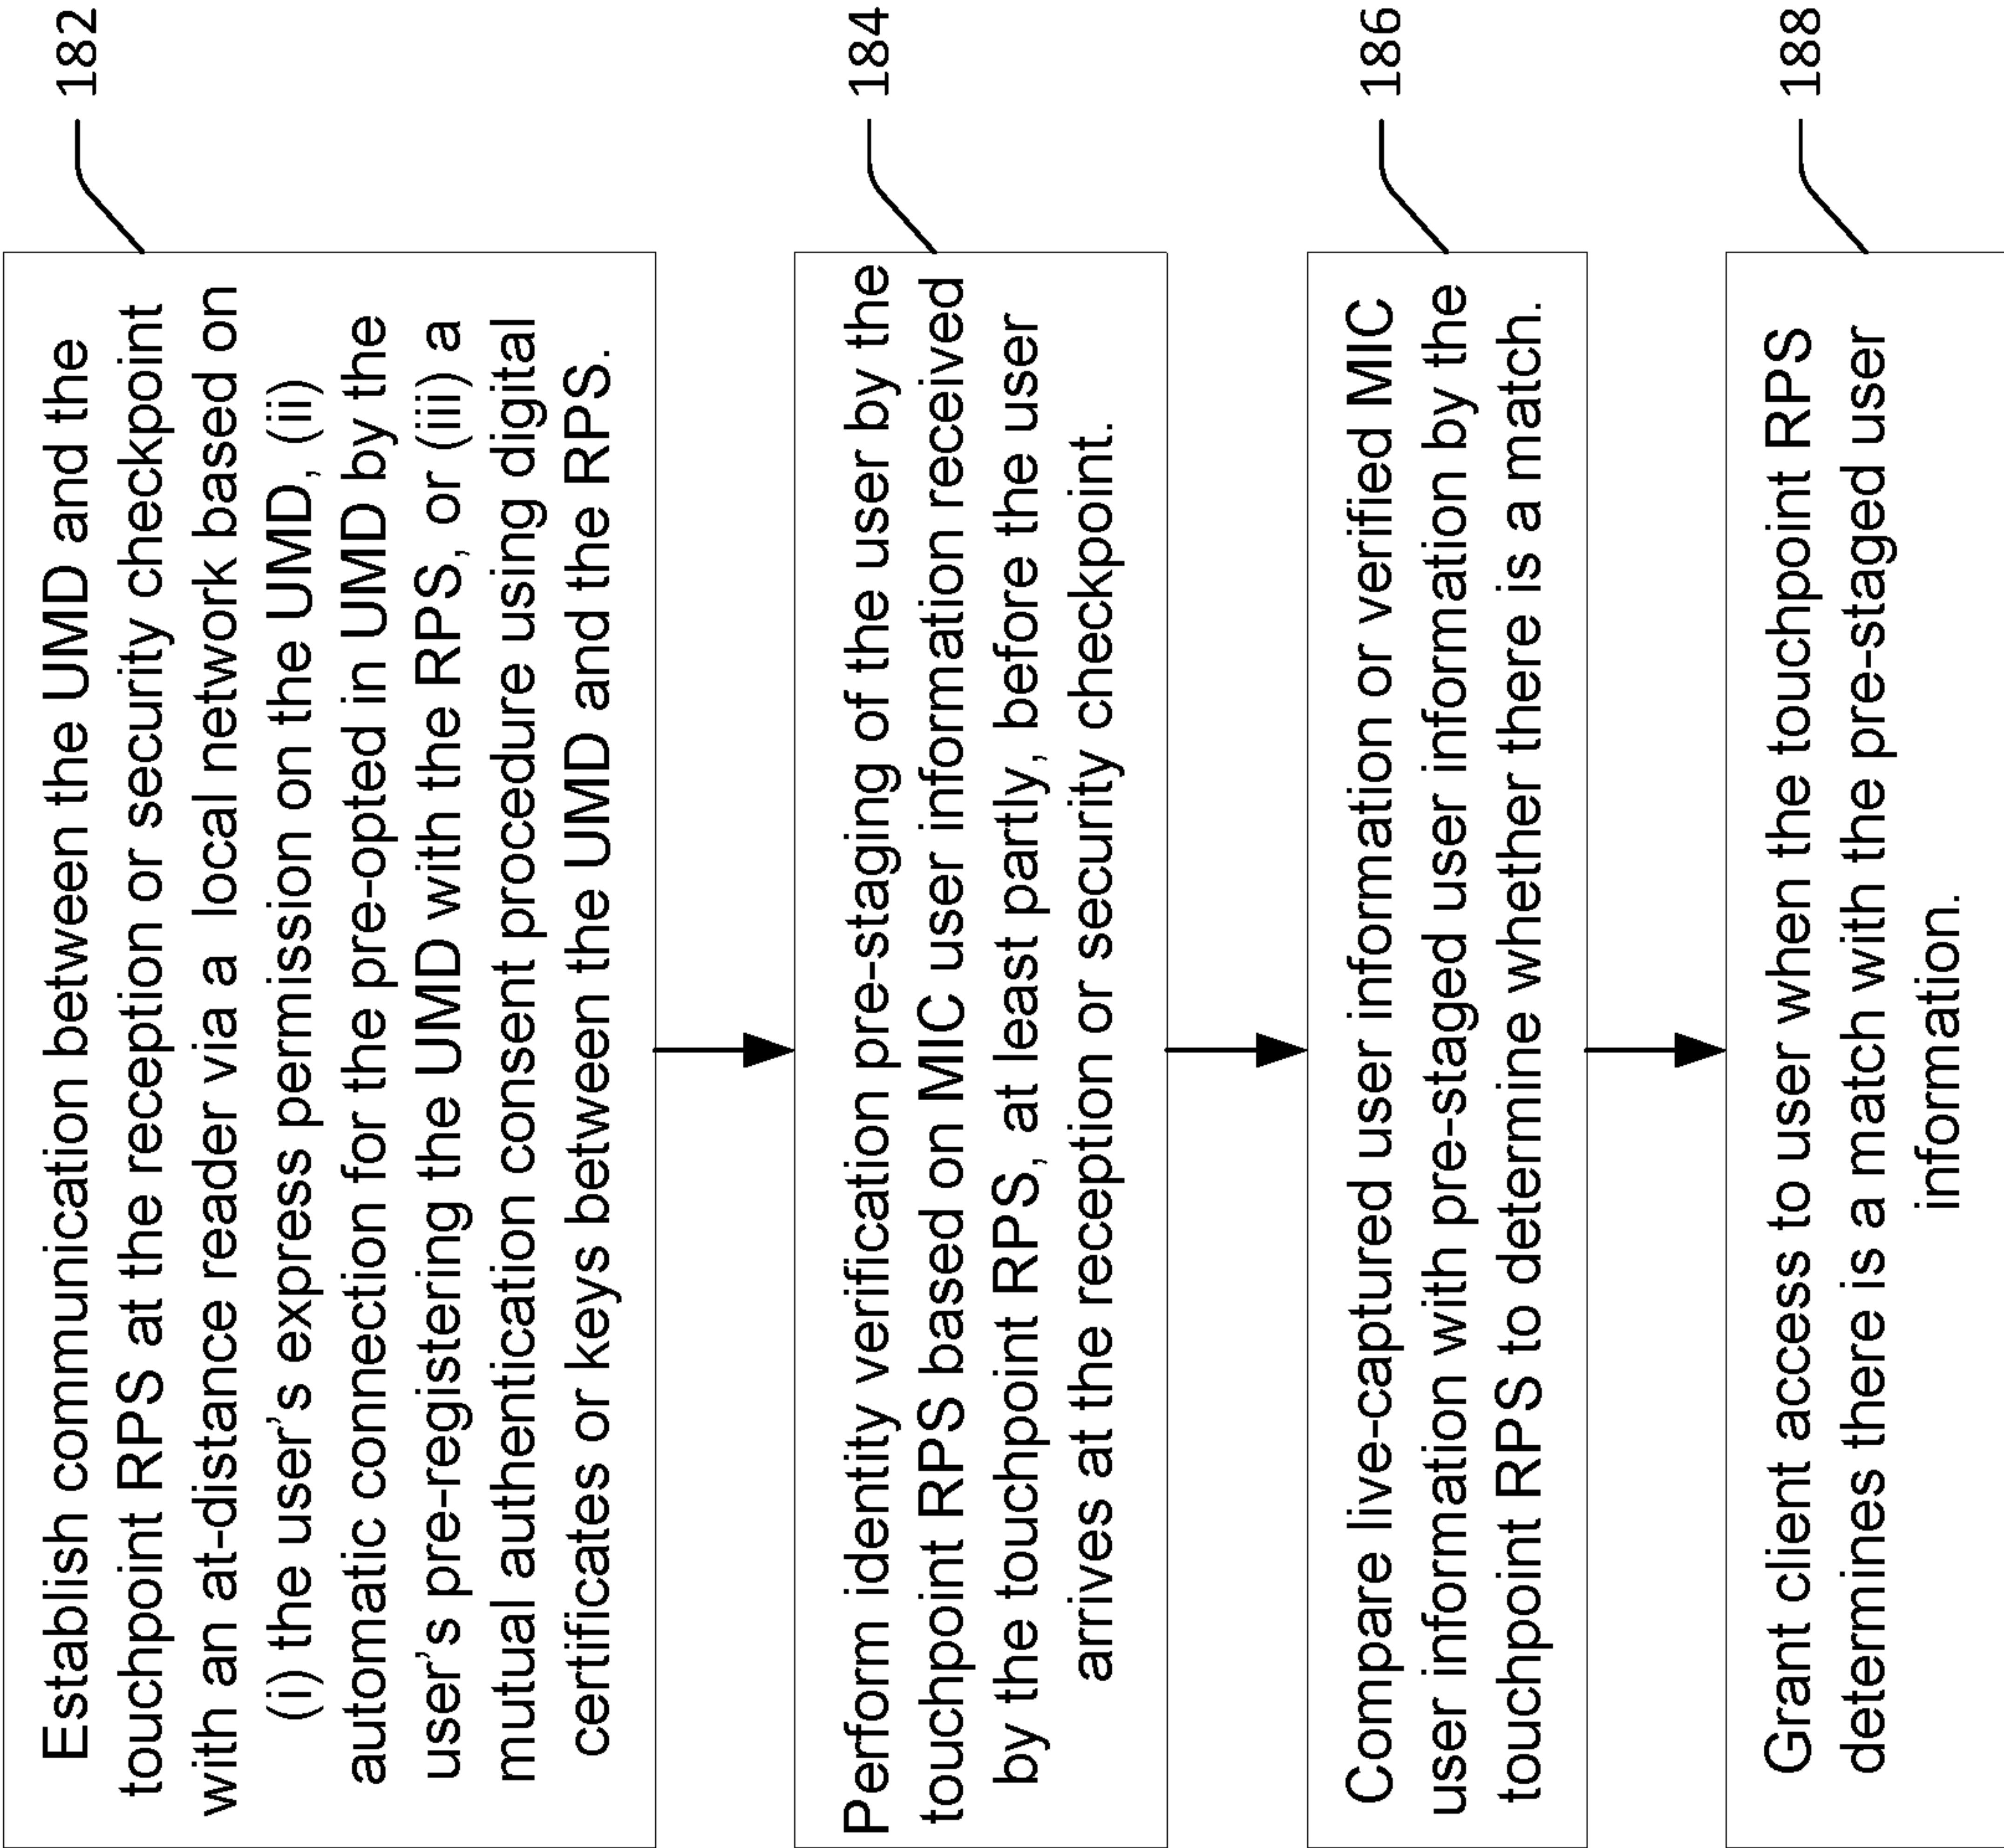 Establish communication between the UMD and the
touchpoint RPS at the reception or security checkpoint
with an at-distance reader via a local network based on
(i) the user's express permission on the UMD, (ii)
automatic connection for the pre-opted in UMD by the
user's pre-registering the UMD with the RPS, or (iii) a
mutual authentication consent procedure using digital
certificates or keys between the UMD and the RPS.
182
Perform identity verification pre-staging of the user by the
touchpoint RPS based on MIC user information received
by the touchpoint RPS, at least partly, before the user
arrives at the reception or security checkpoint.
184
Compare live-captured user information or verified MIC
user information with pre-staged user information by the
touchpoint RPS to determine whether there is a match.
186
Grant client access to user when the touchpoint RPS
determines there is a match with the pre-staged user
information.
188